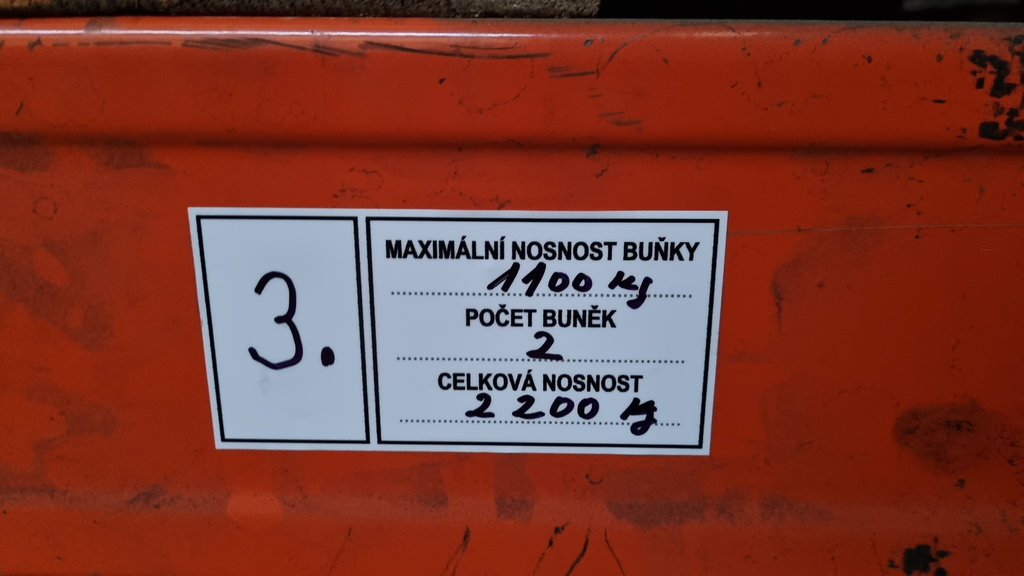 3.
MAXIMÁLNÍ NOSNOST BUŇKY
1100 kg
POČET BUNĚK
2
CELKOVÁ NOSNOST
2 200 kg